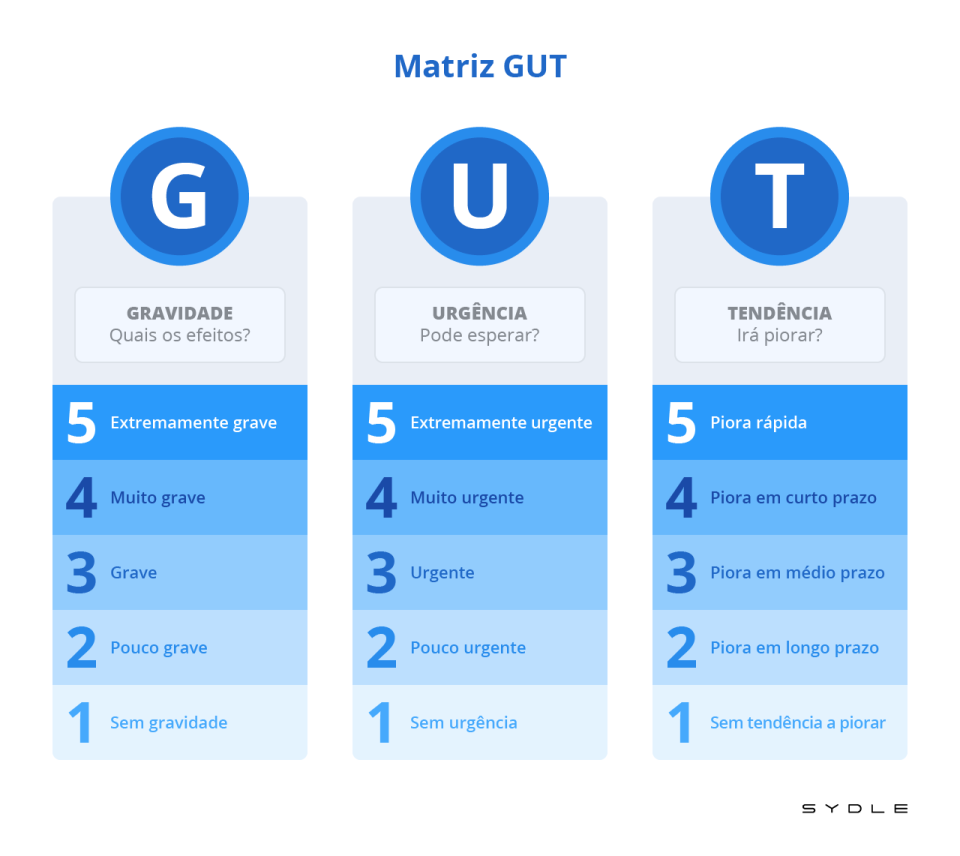 Matriz GUT
G
GRAVIDADE
Quais os efeitos?
5 Extremamente grave
4 Muito grave
3 Grave
2 Pouco grave
1 Sem gravidade
U
URGÊNCIA
Pode esperar?
5 Extremamente urgente
4 Muito urgente
3 Urgente
2 Pouco urgente
1 Sem urgência
T
TENDÊNCIA
Irá piorar?
5 Piora rápida
4 Piora em curto prazo
3 Piora em médio prazo
2 Piora em longo prazo
1 Sem tendência a piorar
SYDLE